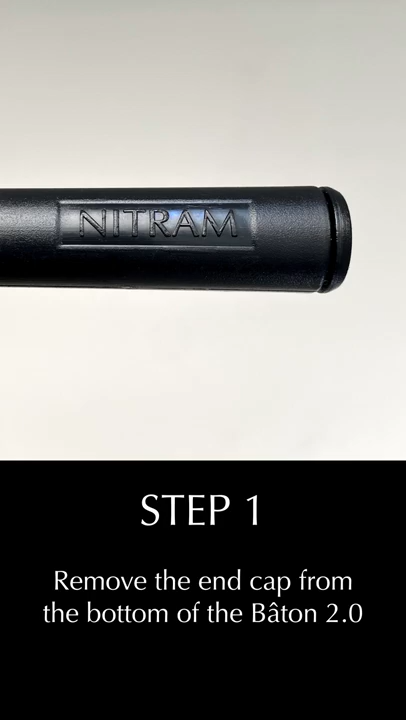 NITRAM
STEP 1
Remove the end cap from
the bottom of the Bâton 2.0